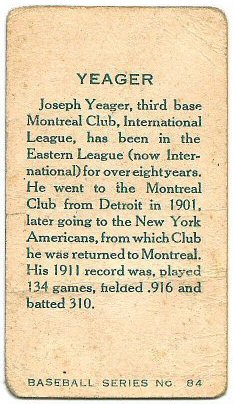 YEAGER
Joseph Yeager, third base
Montreal Club, International
League, has been in the
Eastern League (now Inter-
national) for over eight years.
He went to the Montreal
Club from Detroit in 1901,
later going to the New York
Americans, from which Club
he was returned to Montreal.
His 1911 record was, played
134 games, fielded .916 and
batted 310.
BASEBALL SERIES No 84